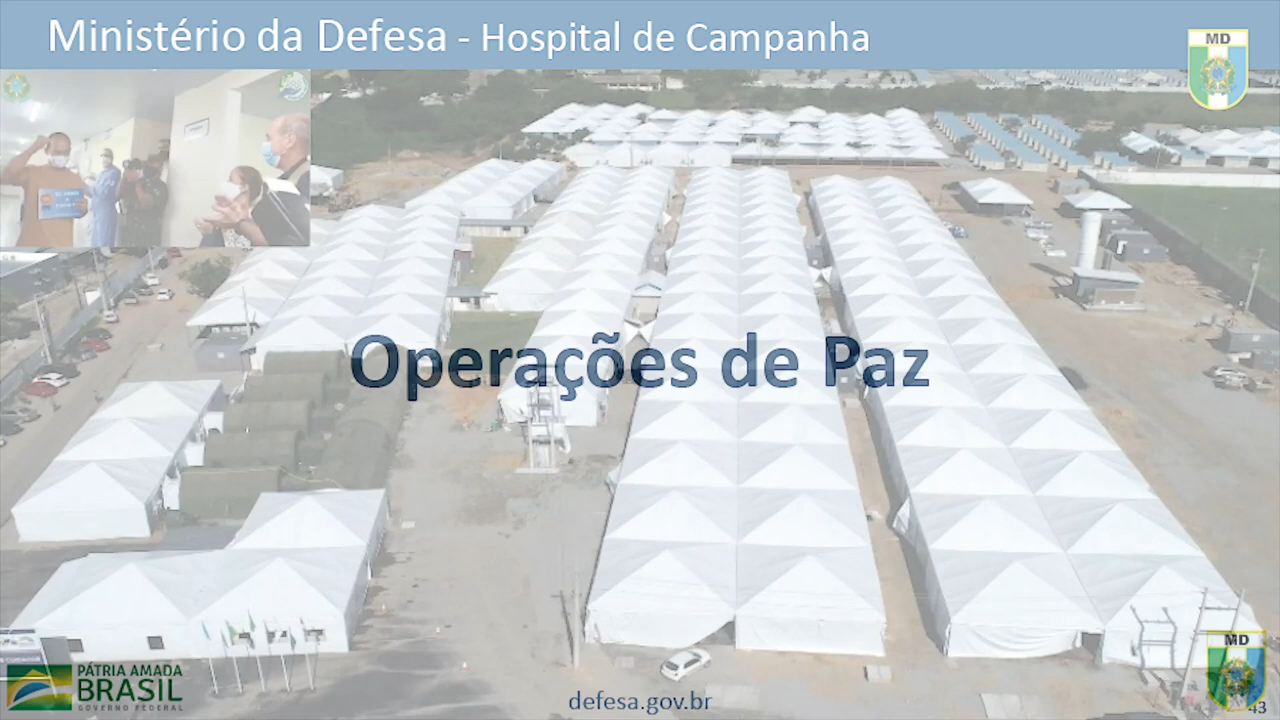 Ministério da Defesa - Hospital de Campanha
MD
Operações de Paz
PÁTRIA AMADA
BRASIL
GOVERNO FEDERAL
defesa.gov.br
MD
43